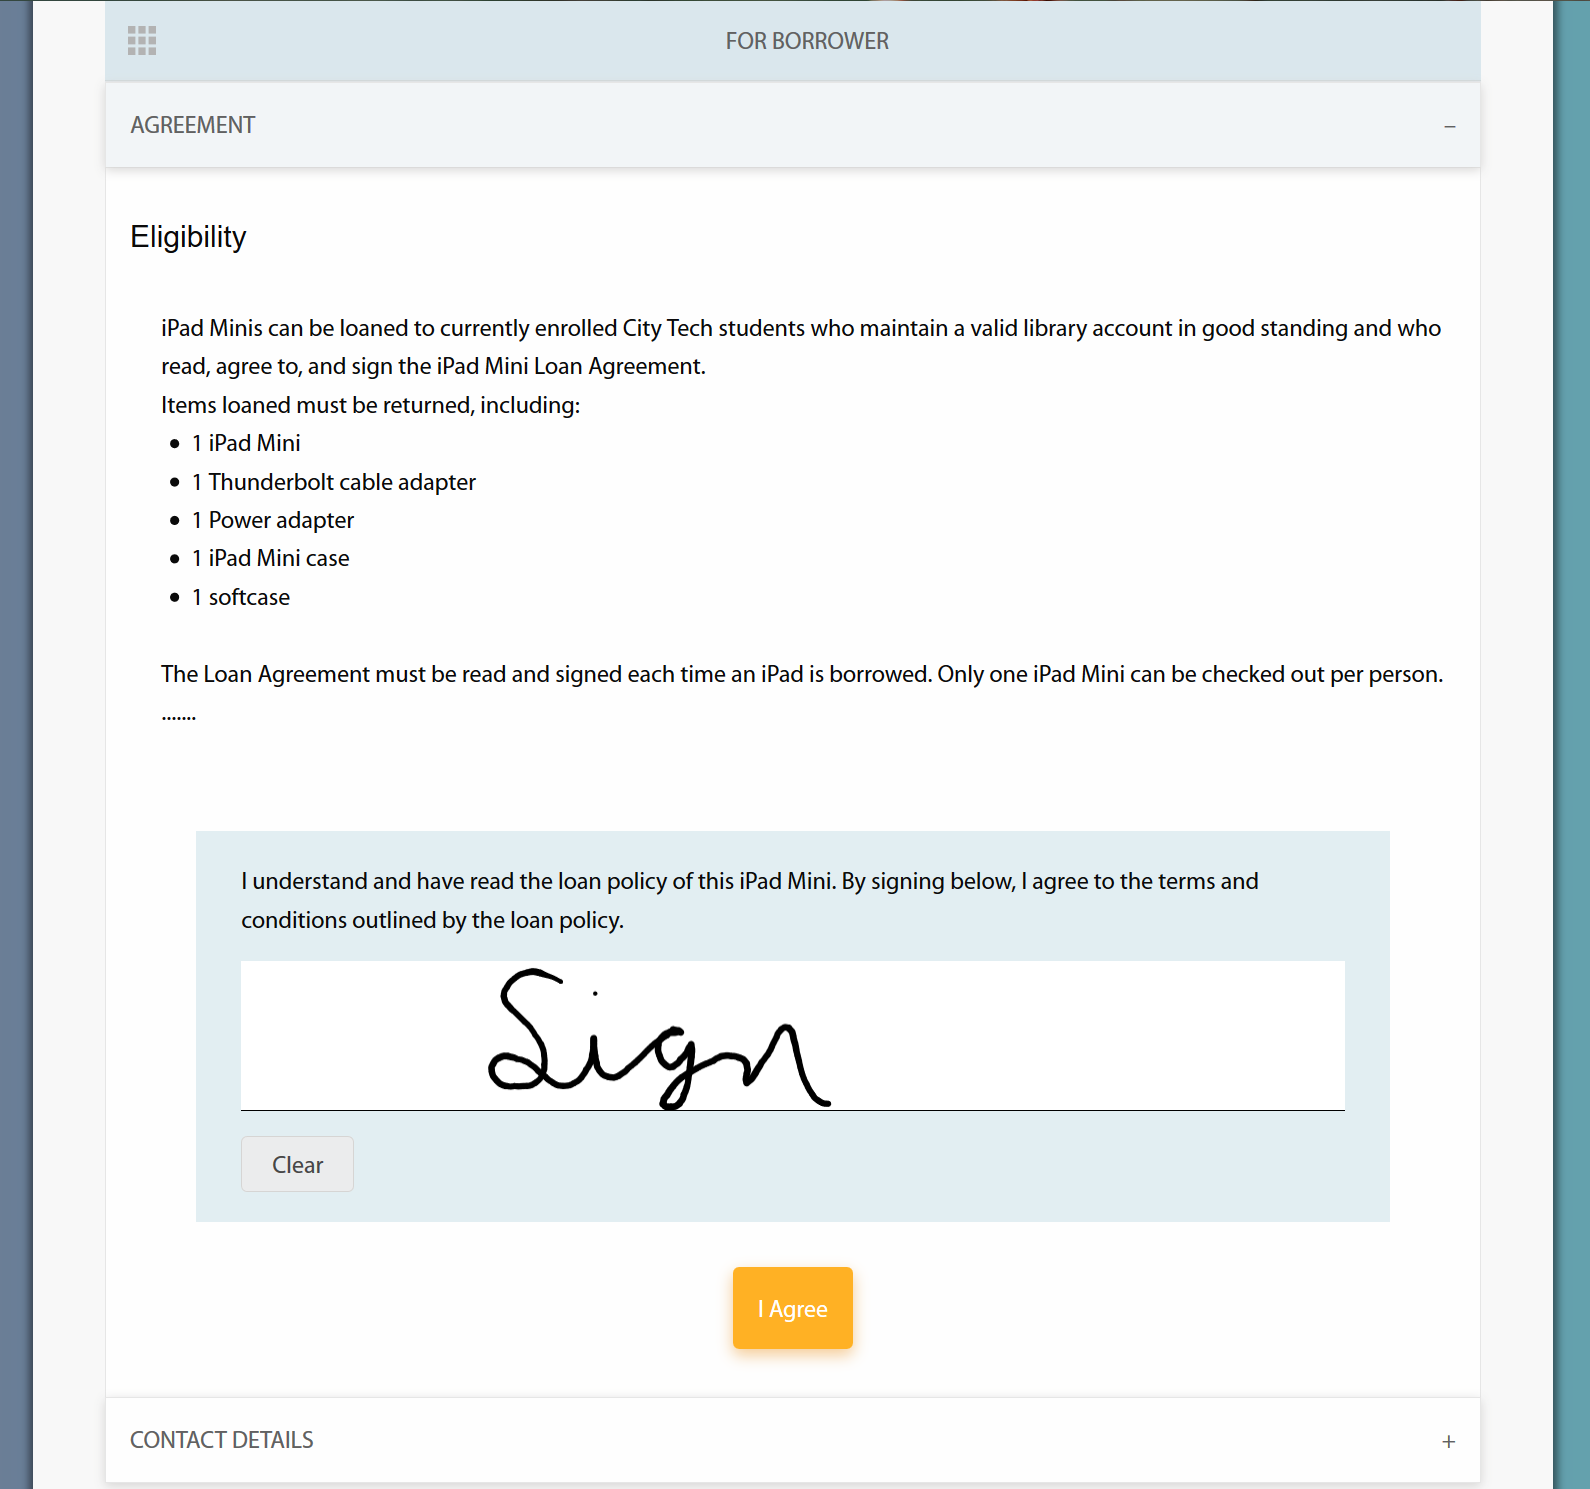 FOR BORROWER
AGREEMENT
Eligibility
iPad Minis can be loaned to currently enrolled City Tech students who maintain a valid library account in good standing and who
read, agree to, and sign the iPad Mini Loan Agreement.
Items loaned must be returned, including:
• 1 iPad Mini
• 1 Thunderbolt cable adapter
• 1 Power adapter
• 1 iPad Mini case
• 1 softcase
The Loan Agreement must be read and signed each time an iPad is borrowed. Only one iPad Mini can be checked out per person.
.......
I understand and have read the loan policy of this iPad Mini. By signing below, I agree to the terms and
conditions outlined by the loan policy.
Sign
Clear
I Agree
CONTACT DETAILS